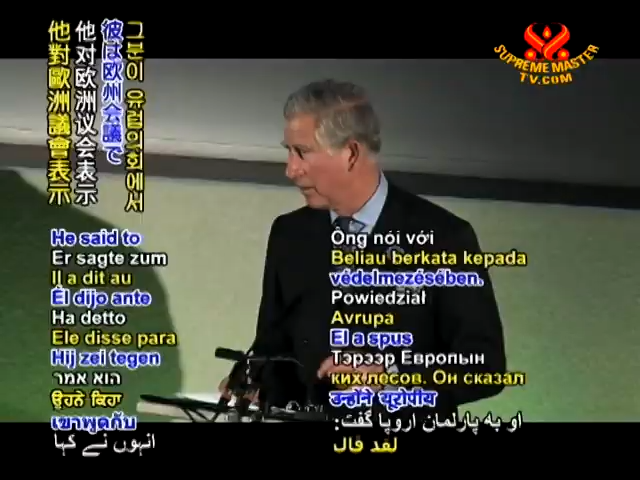 SUPREME MASTER
TV.COM
그분이 유럽의회에서
彼は欧州会議で
他对欧洲议会表示
他對歐洲議會表示
He said to
Er sagte zum
Il a dit au
Él dijo ante
Ha detto
Ele disse para
Hij zei tegen
הוא אמר
ਉਹਨੇ ਕਿਹਾ
เขาพูดกับ
انہوں نے کہا
Ông nói với
Beliau berkata kepada
védelmezésében.
Powiedział
Avrupa
El a spus
Тэрээр Европын
ких лесов. Он сказал
उन्होंने यूरोपीय
او به پارلمان اروپا گفت:
لقد قال